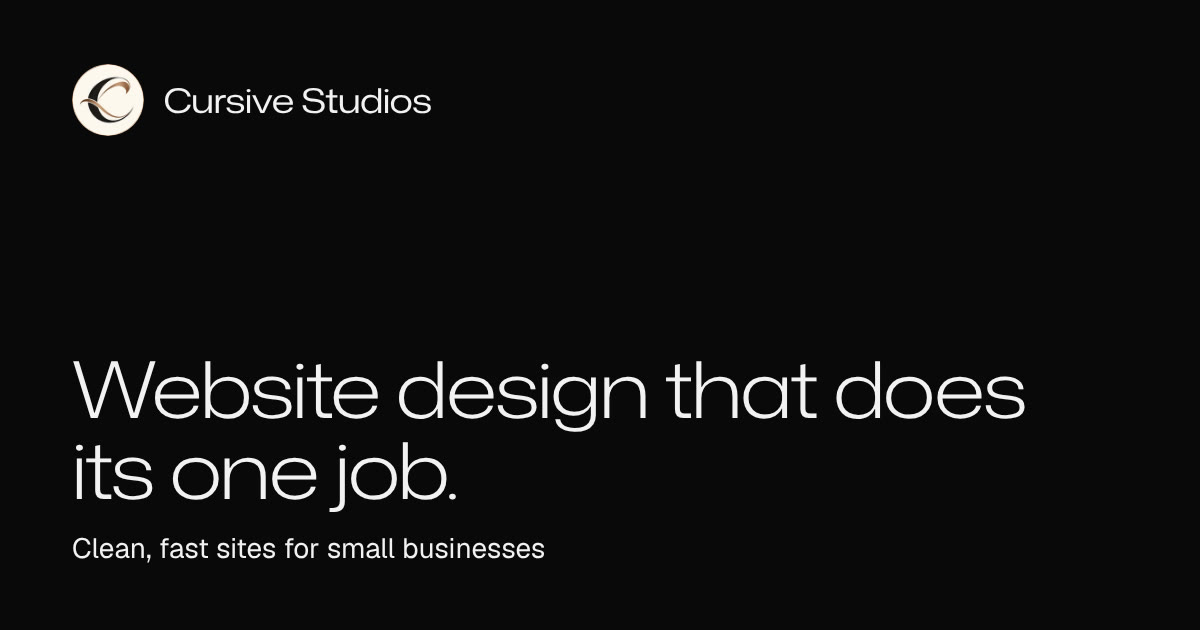 Cursive Studios
Website design that does
its one job.
Clean, fast sites for small businesses